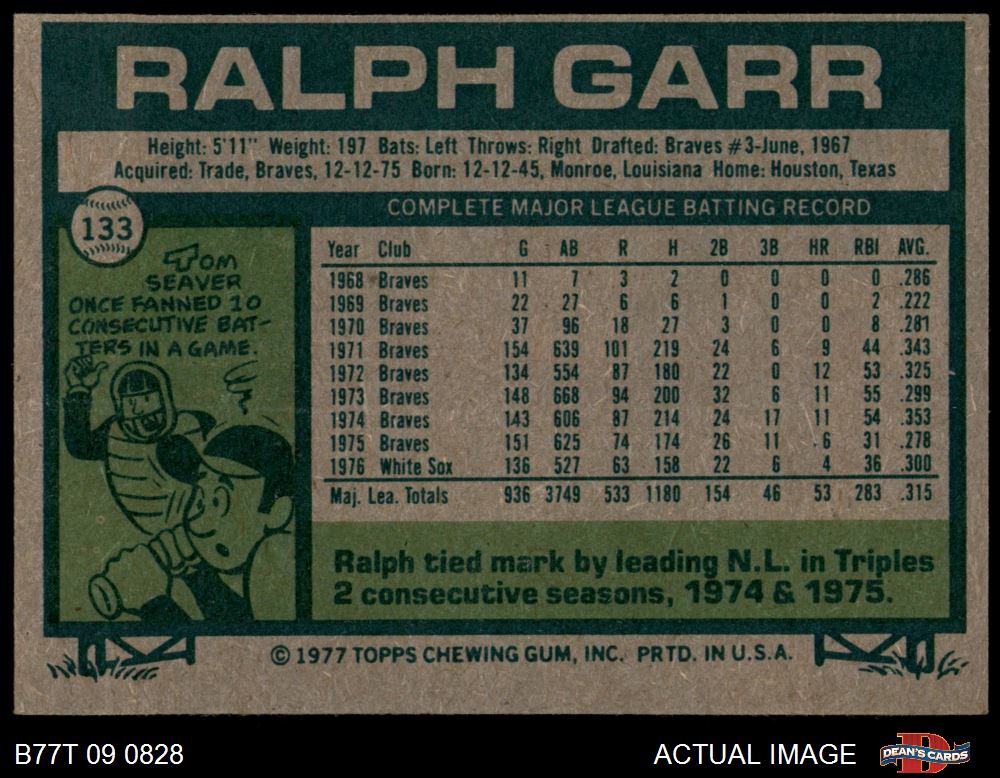 RALPH GARR
Height: 5'11" Weight: 197 Bats: Left Throws: Right Drafted: Braves #3-June, 1967
Acquired: Trade, Braves, 12-12-75 Born: 12-12-45, Monroe, Louisiana Home: Houston, Texas
133
TOM
SEAVER
ONCE FANNED 10
CONSECUTIVE BAT-
TERS IN A GAME.
COMPLETE MAJOR LEAGUE BATTING RECORD
Year Club G AB R H 2B 3B HR RBI AVG.
1968 Braves 11 7 3 2 0 0 0 0 .286
1969 Braves 22 27 6 6 1 0 0 2 .222
1970 Braves 37 96 18 27 3 0 0 8 .281
1971 Braves 154 639 101 219 24 6 9 44 .343
1972 Braves 134 554 87 180 22 0 12 53 .325
1973 Braves 148 668 94 200 32 6 11 55 .299
1974 Braves 143 606 87 214 24 17 11 54 .353
1975 Braves 151 625 74 174 26 11 6 31 .278
1976 White Sox 136 527 63 158 22 6 4 36 .300
Maj. Lea. Totals 936 3749 533 1180 154 46 53 283 .315
Ralph tied mark by leading N.L. in Triples
2 consecutive seasons, 1974 & 1975.
© 1977 TOPPS CHEWING GUM, INC. PRTD. IN U.S.A.
B77T 09 0828
ACTUAL IMAGE
DEAN'S CARDS